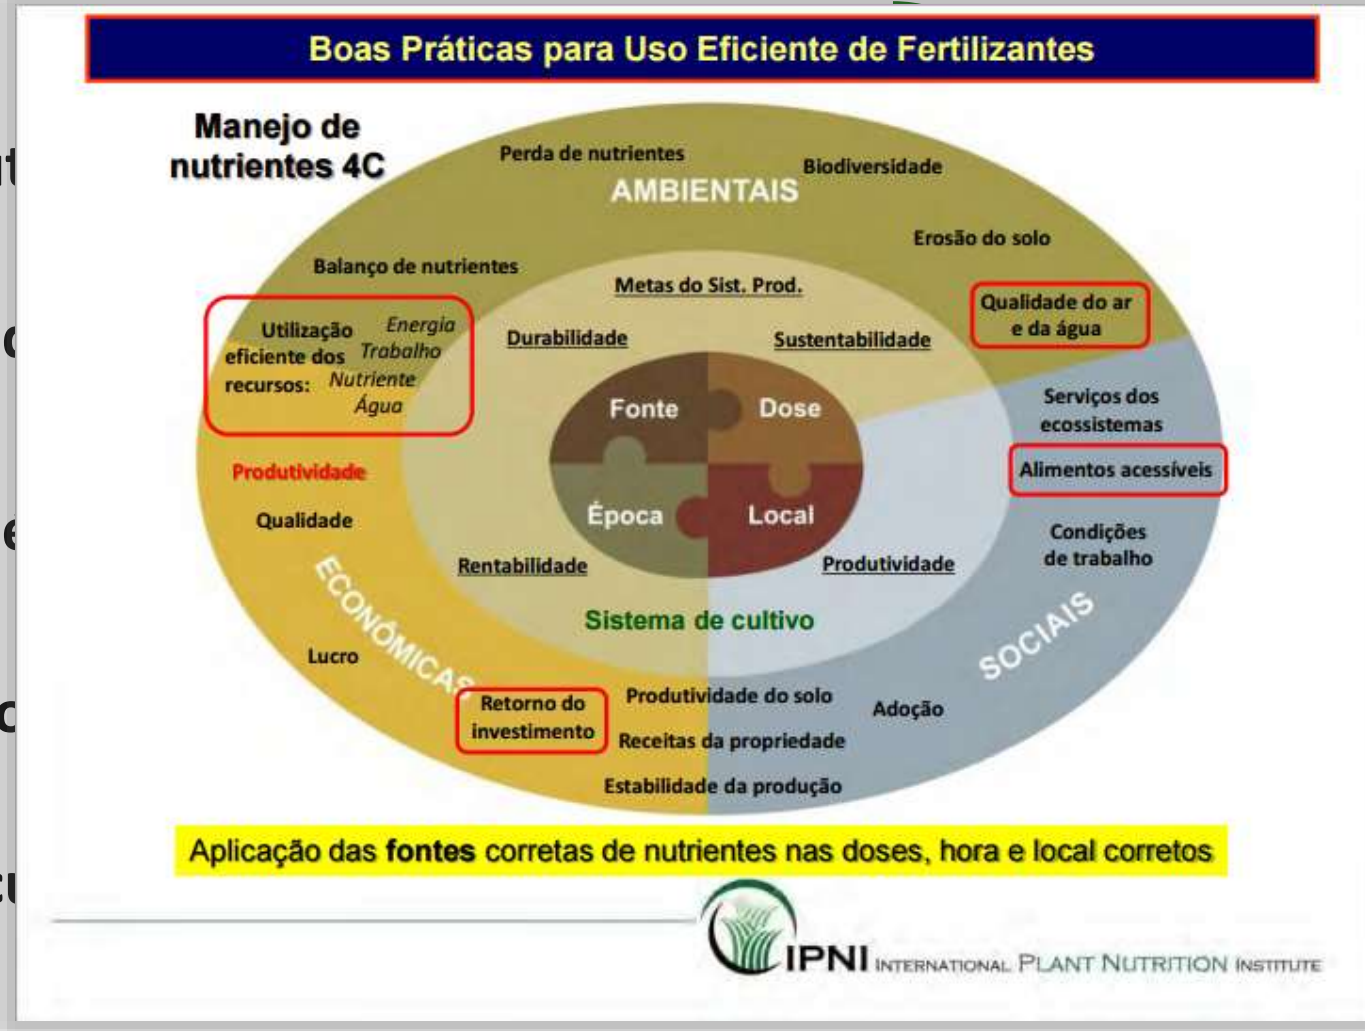 Boas Práticas para Uso Eficiente de Fertilizantes
Manejo de
nutrientes 4C
Perda de nutrientes
Biodiversidade
AMBIENTAIS
Erosão do solo
Balanço de nutrientes
Metas do Sist. Prod.
Qualidade do ar
e da água
Utilização
eficiente dos
recursos:
Energia
Trabalho
Nutriente
Água
Durabilidade
Sustentabilidade
Fonte
Dose
Serviços dos
ecossistemas
Produtividade
Alimentos acessíveis
Qualidade
Época
Local
Condições
de trabalho
Rentabilidade
Produtividade
ECONÔMICAS
Sistema de cultivo
SOCIAIS
Lucro
Retorno do
investimento
Produtividade do solo
Adoção
Receitas da propriedade
Estabilidade da produção
Aplicação das fontes corretas de nutrientes nas doses, hora e local corretos
IPNI INTERNATIONAL PLANT NUTRITION INSTITUTE